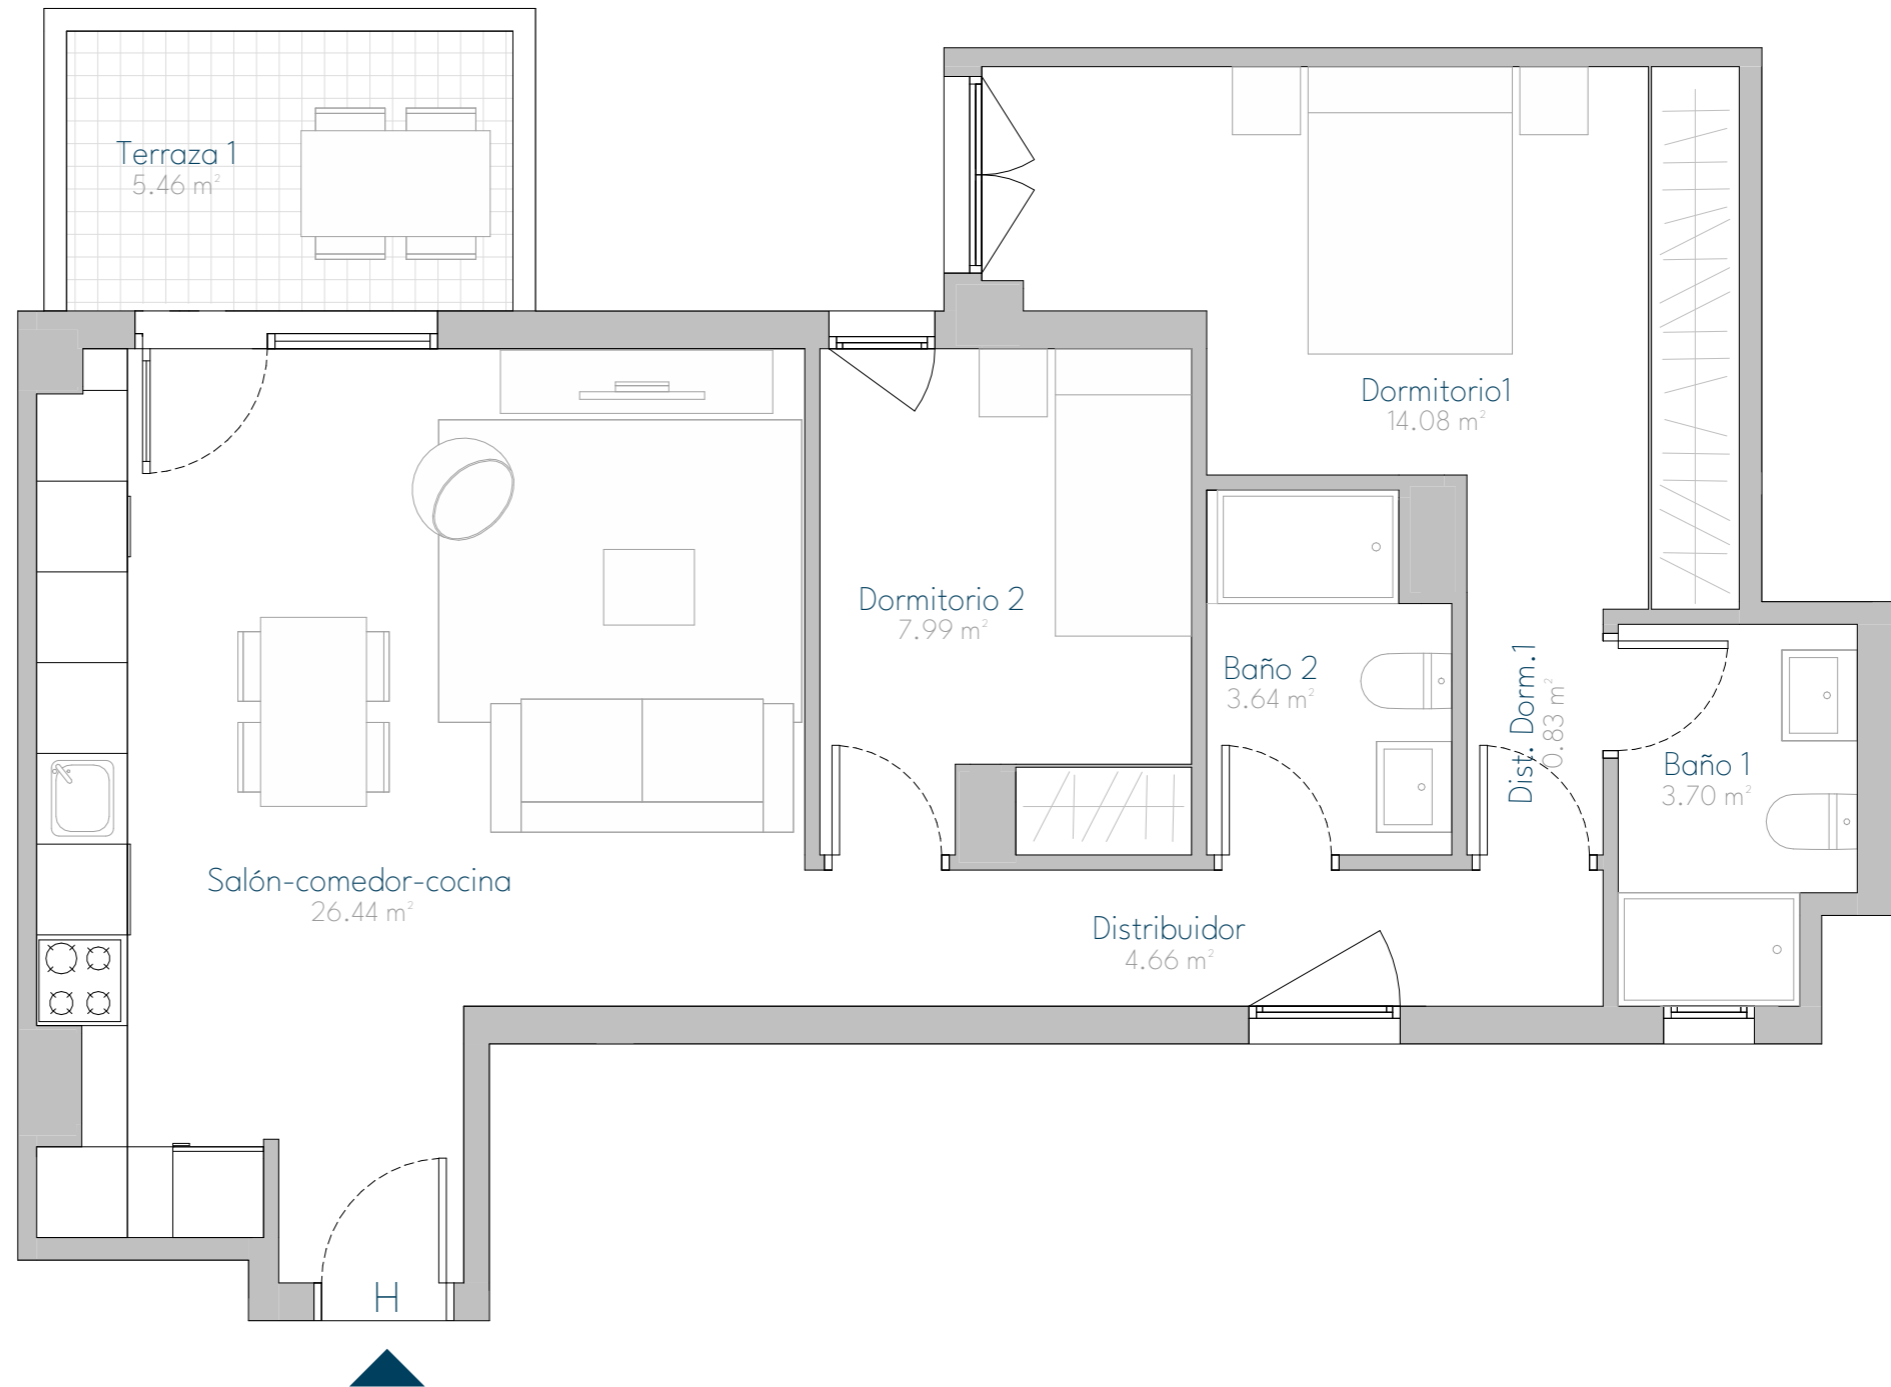 Terraza 1
5.46 m²
Dormitorio1
14.08 m²
Dormitorio 2
7.99 m²
Baño 2
3.64 m²
Dist. Dorm.1
0.83 m²
Baño 1
3.70 m²
Salón-comedor-cocina
26.44 m²
Distribuidor
4.66 m²
H